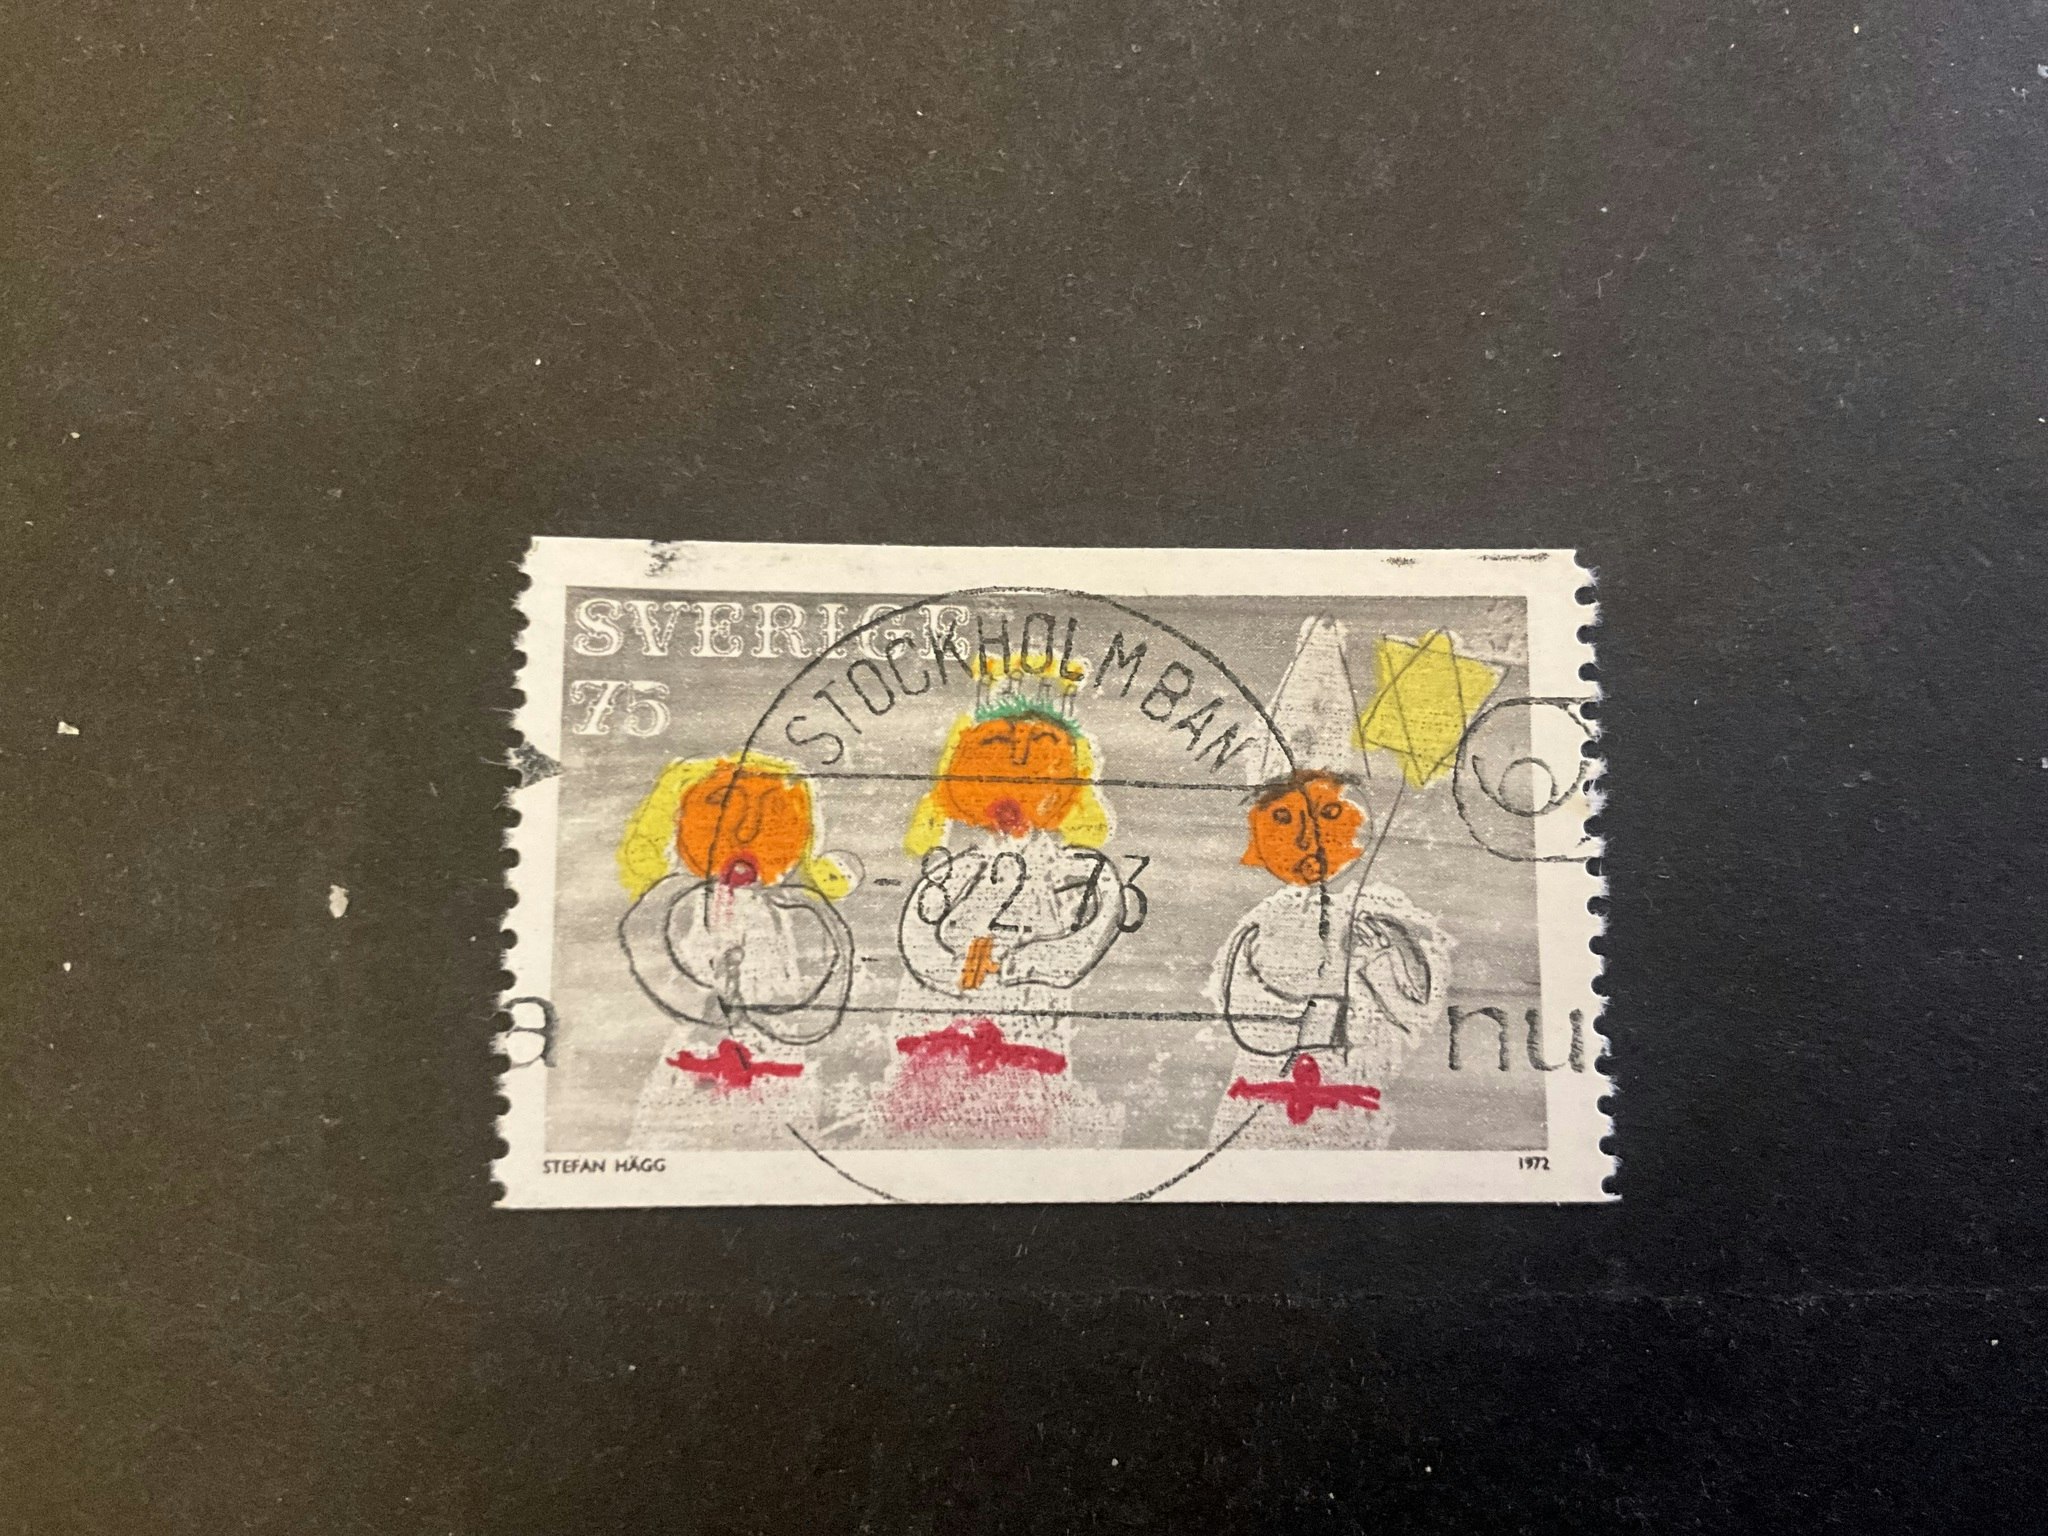 SVERIGE
75
STOCKHOLM BAN
-8.2.73
a
nu
STEFAN HÄGG
1972